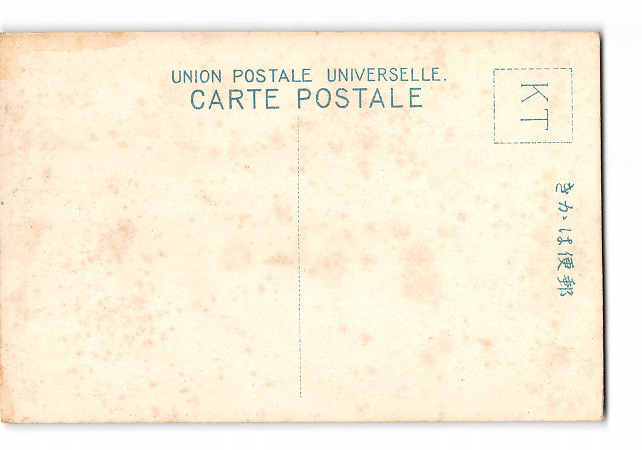 UNION POSTALE UNIVERSELLE.
CARTE POSTALE
KT
きかは便郵